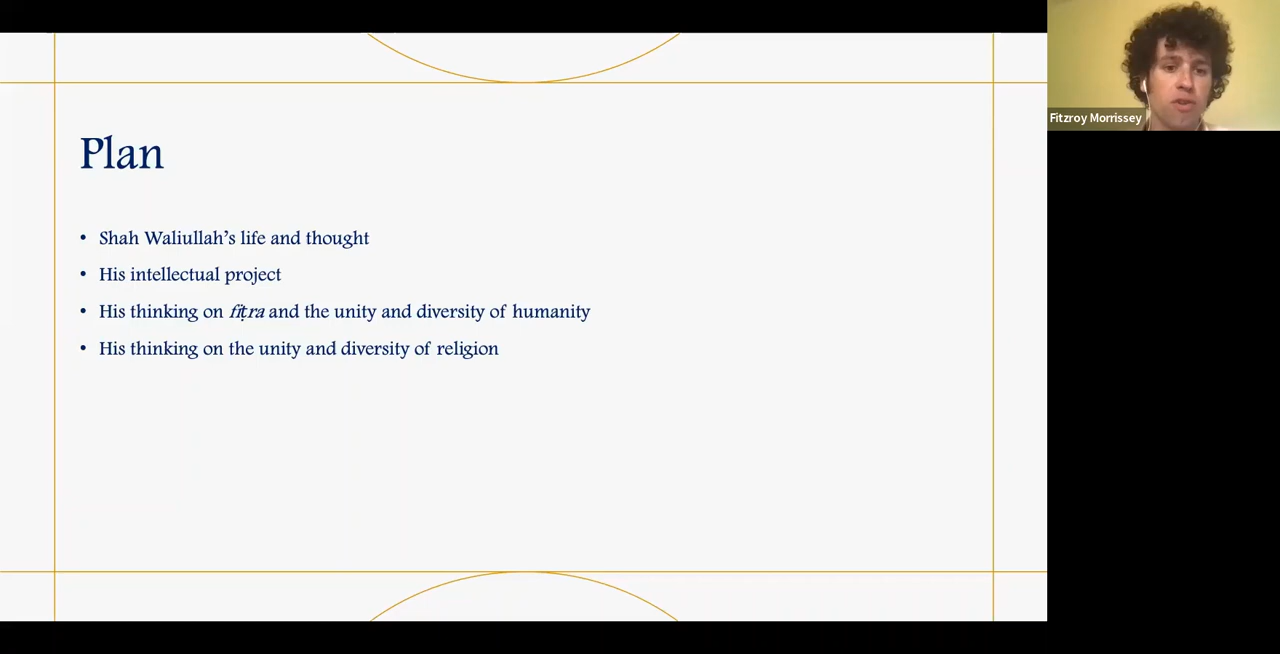 Plan
• Shah Waliullah’s life and thought
• His intellectual project
• His thinking on fiṭra and the unity and diversity of humanity
• His thinking on the unity and diversity of religion
Fitzroy Morrissey